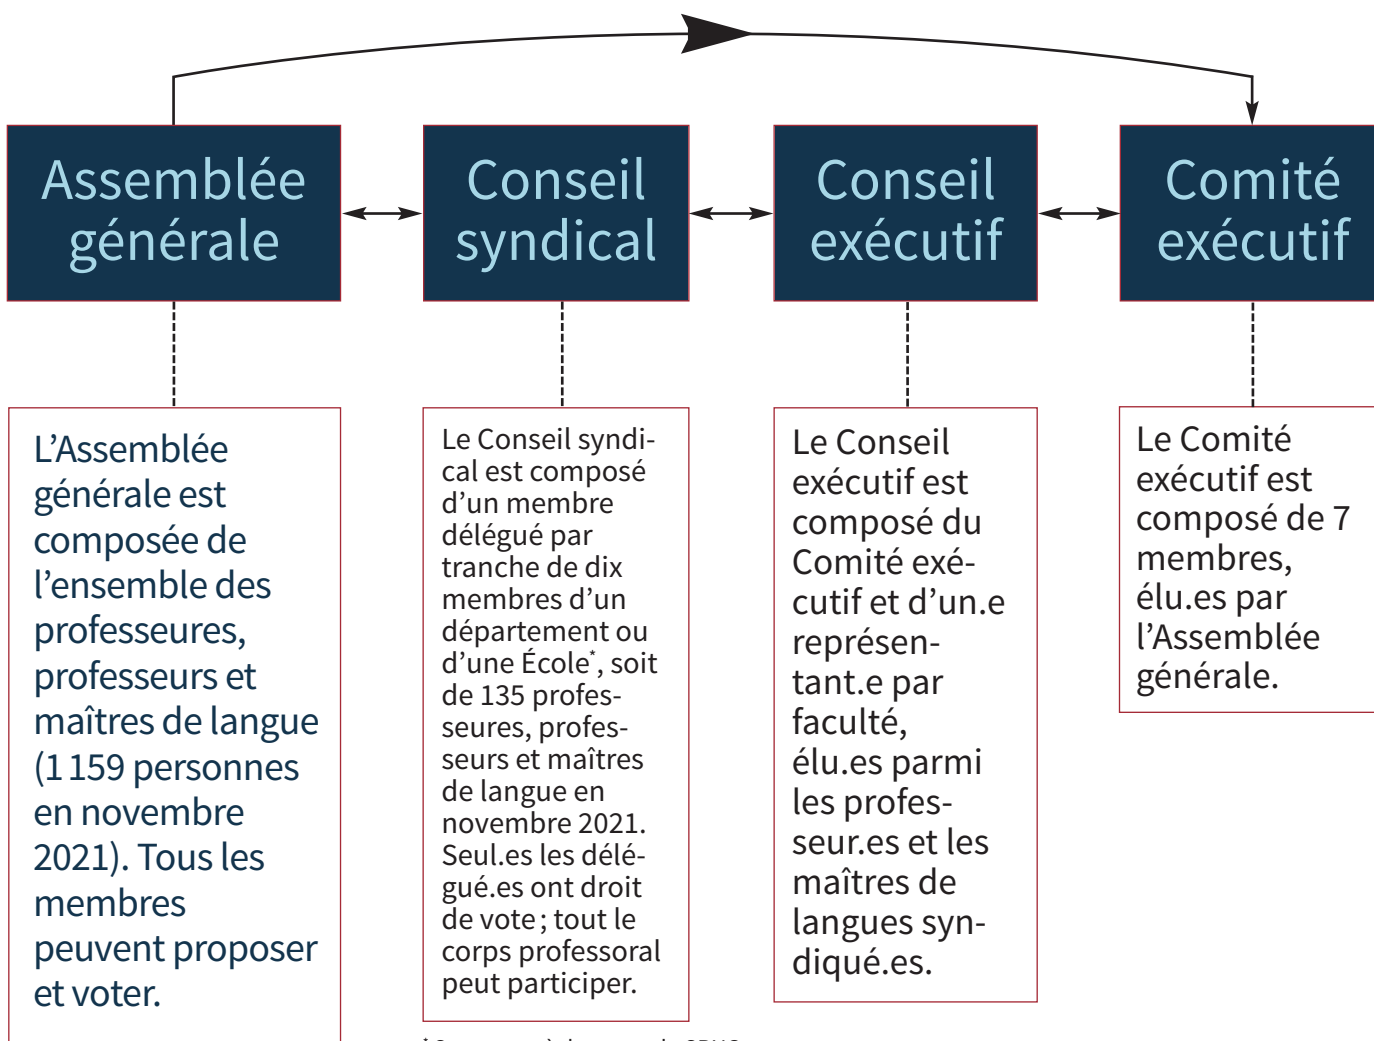 Assemblée
générale
Conseil
syndical
Conseil
exécutif
Comité
exécutif
L’Assemblée
générale est
composée de
l’ensemble des
professeures,
professeurs et
maîtres de langue
(1 159 personnes
en novembre
2021). Tous les
membres
peuvent proposer
et voter.
Le Conseil syndi-
cal est composé
d’un membre
délégué par
tranche de dix
membres d’un
département ou
d’une École*, soit
de 135 profes-
seures, profes-
seurs et maîtres
de langue en
novembre 2021.
Seul.es les délé-
gué.es ont droit
de vote ; tout le
corps professoral
peut participer.
Le Conseil
exécutif est
composé du
Comité exé-
cutif et d’un.e
représen-
tant.e par
faculté,
élu.es parmi
les profes-
seur.es et les
maîtres de
langues syn-
diqué.es.
Le Comité
exécutif est
composé de 7
membres,
élu.es par
l’Assemblée
générale.